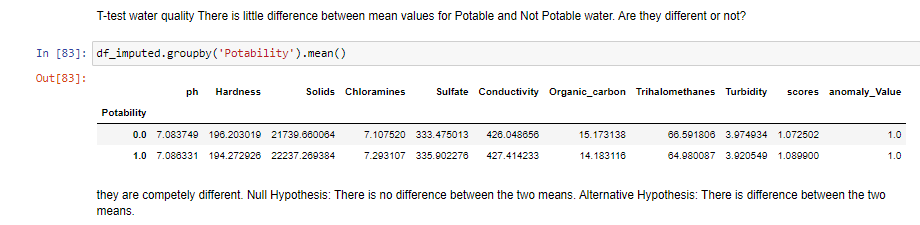 T-test water quality There is little difference between mean values for Potable and Not Potable water. Are they different or not?
In [83]: df_imputed.groupby('Potability').mean()
Out[83]:
ph Hardness Solids Chloramines Sulfate Conductivity Organic_carbon Trihalomethanes Turbidity scores anomaly_Value
Potability
0.0 7.083749 196.203019 21739.660064 7.107520 333.475013 426.048656 15.173138 66.591806 3.974934 1.072502 1.0
1.0 7.086331 194.272926 22237.269384 7.293107 335.902276 427.414233 14.183116 64.980087 3.920549 1.089900 1.0
they are competely different. Null Hypothesis: There is no difference between the two means. Alternative Hypothesis: There is difference between the two
means.